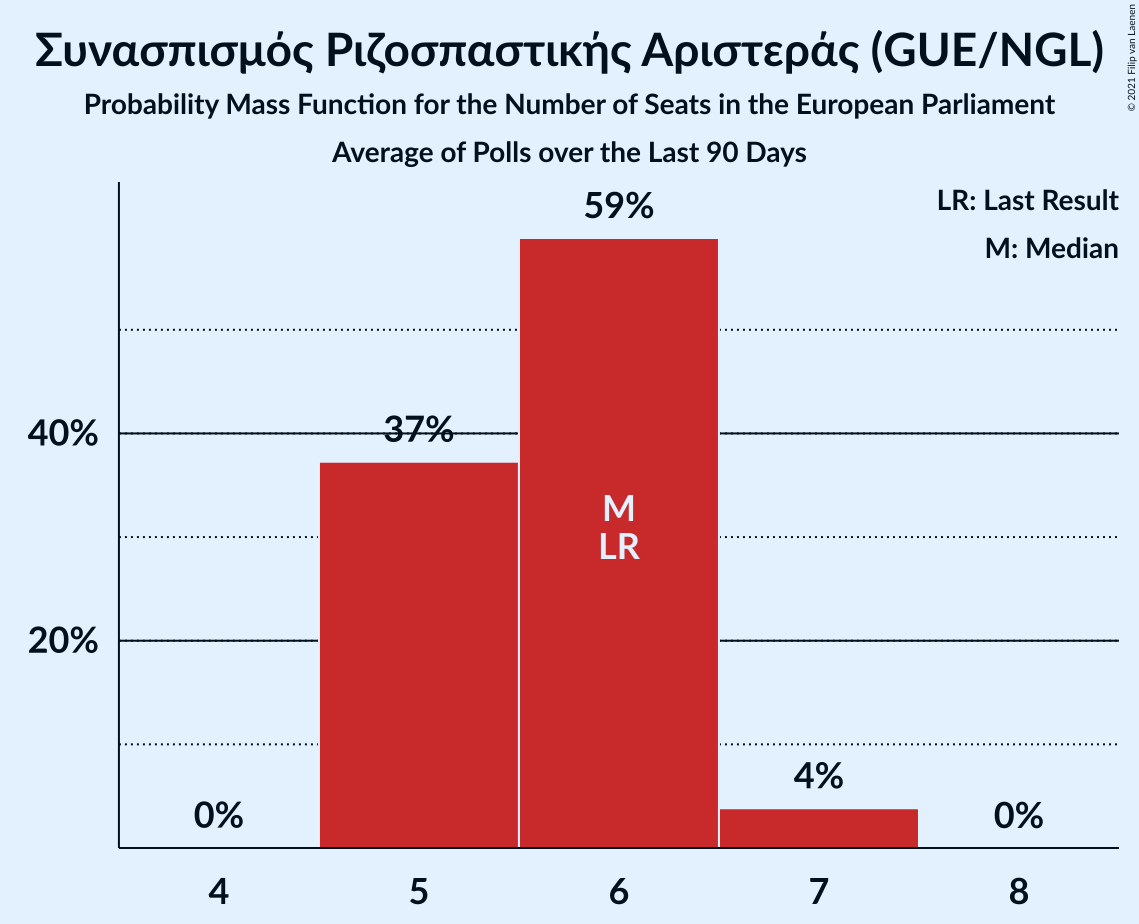 Συνασπισμός Ριζοσπαστικής Αριστεράς (GUE/NGL)
Probability Mass Function for the Number of Seats in the European Parliament
Average of Polls over the Last 90 Days
© 2021 Filip van Laenen
LR: Last Result
M: Median
59%
40%
37%
M
LR
20%
4%
0%
0%
4
5
6
7
8